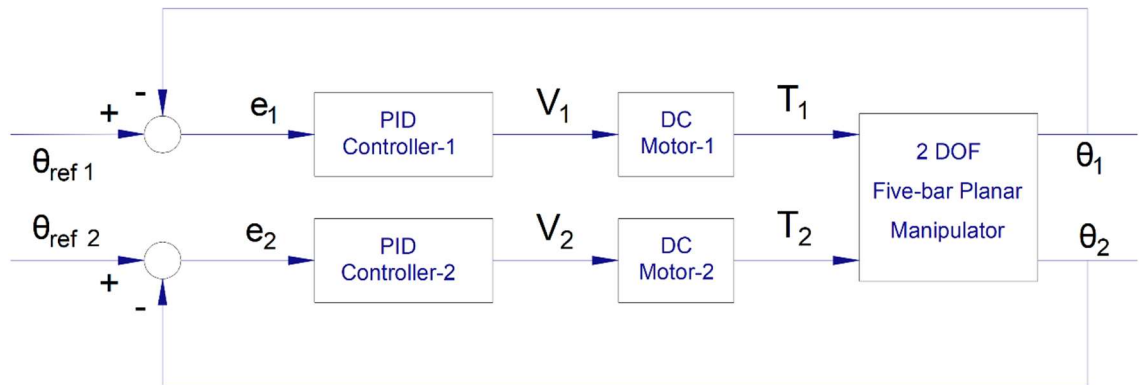 -
+
e₁
PID
Controller-1
V₁
DC
Motor-1
T₁
θref 1
2 DOF
Five-bar Planar
Manipulator
θ₁
θref 2
e₂
PID
Controller-2
V₂
DC
Motor-2
T₂
θ₂
+
-